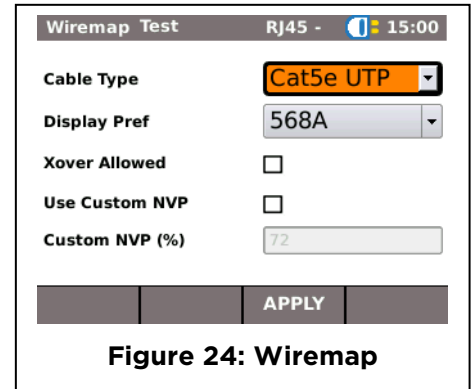 Wiremap Test RJ45 - 15:00
Cable Type Cat5e UTP
Display Pref 568A
Xover Allowed
Use Custom NVP
Custom NVP (%) 72
APPLY
Figure 24: Wiremap